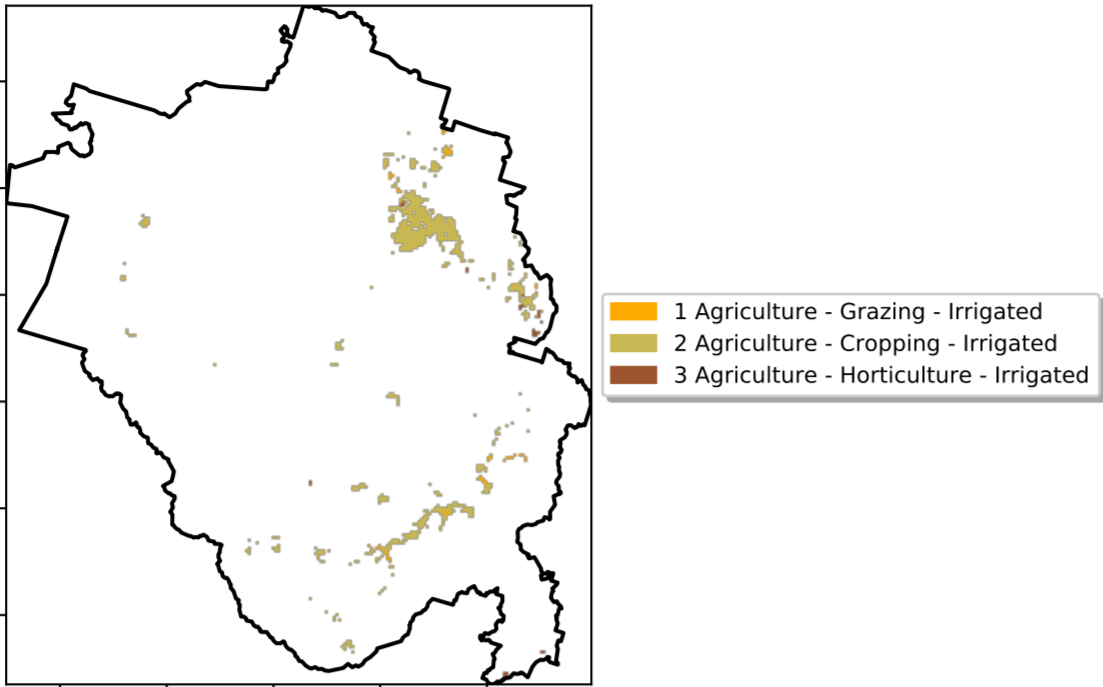 1 Agriculture - Grazing - Irrigated
2 Agriculture - Cropping - Irrigated
3 Agriculture - Horticulture - Irrigated